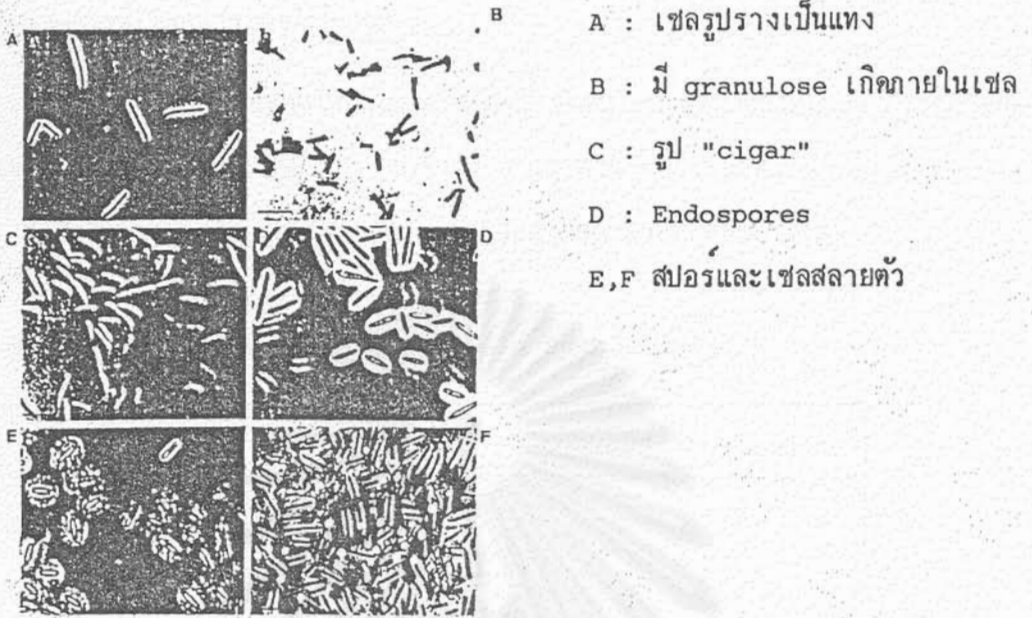 A
B
A : เซลรูปรางเป็นแทง
B : มี granulose เกิดภายในเซล
C
D
C : รูป "cigar"
D : Endospores
E,F สปอร์และเซลสลายตัว
E
F